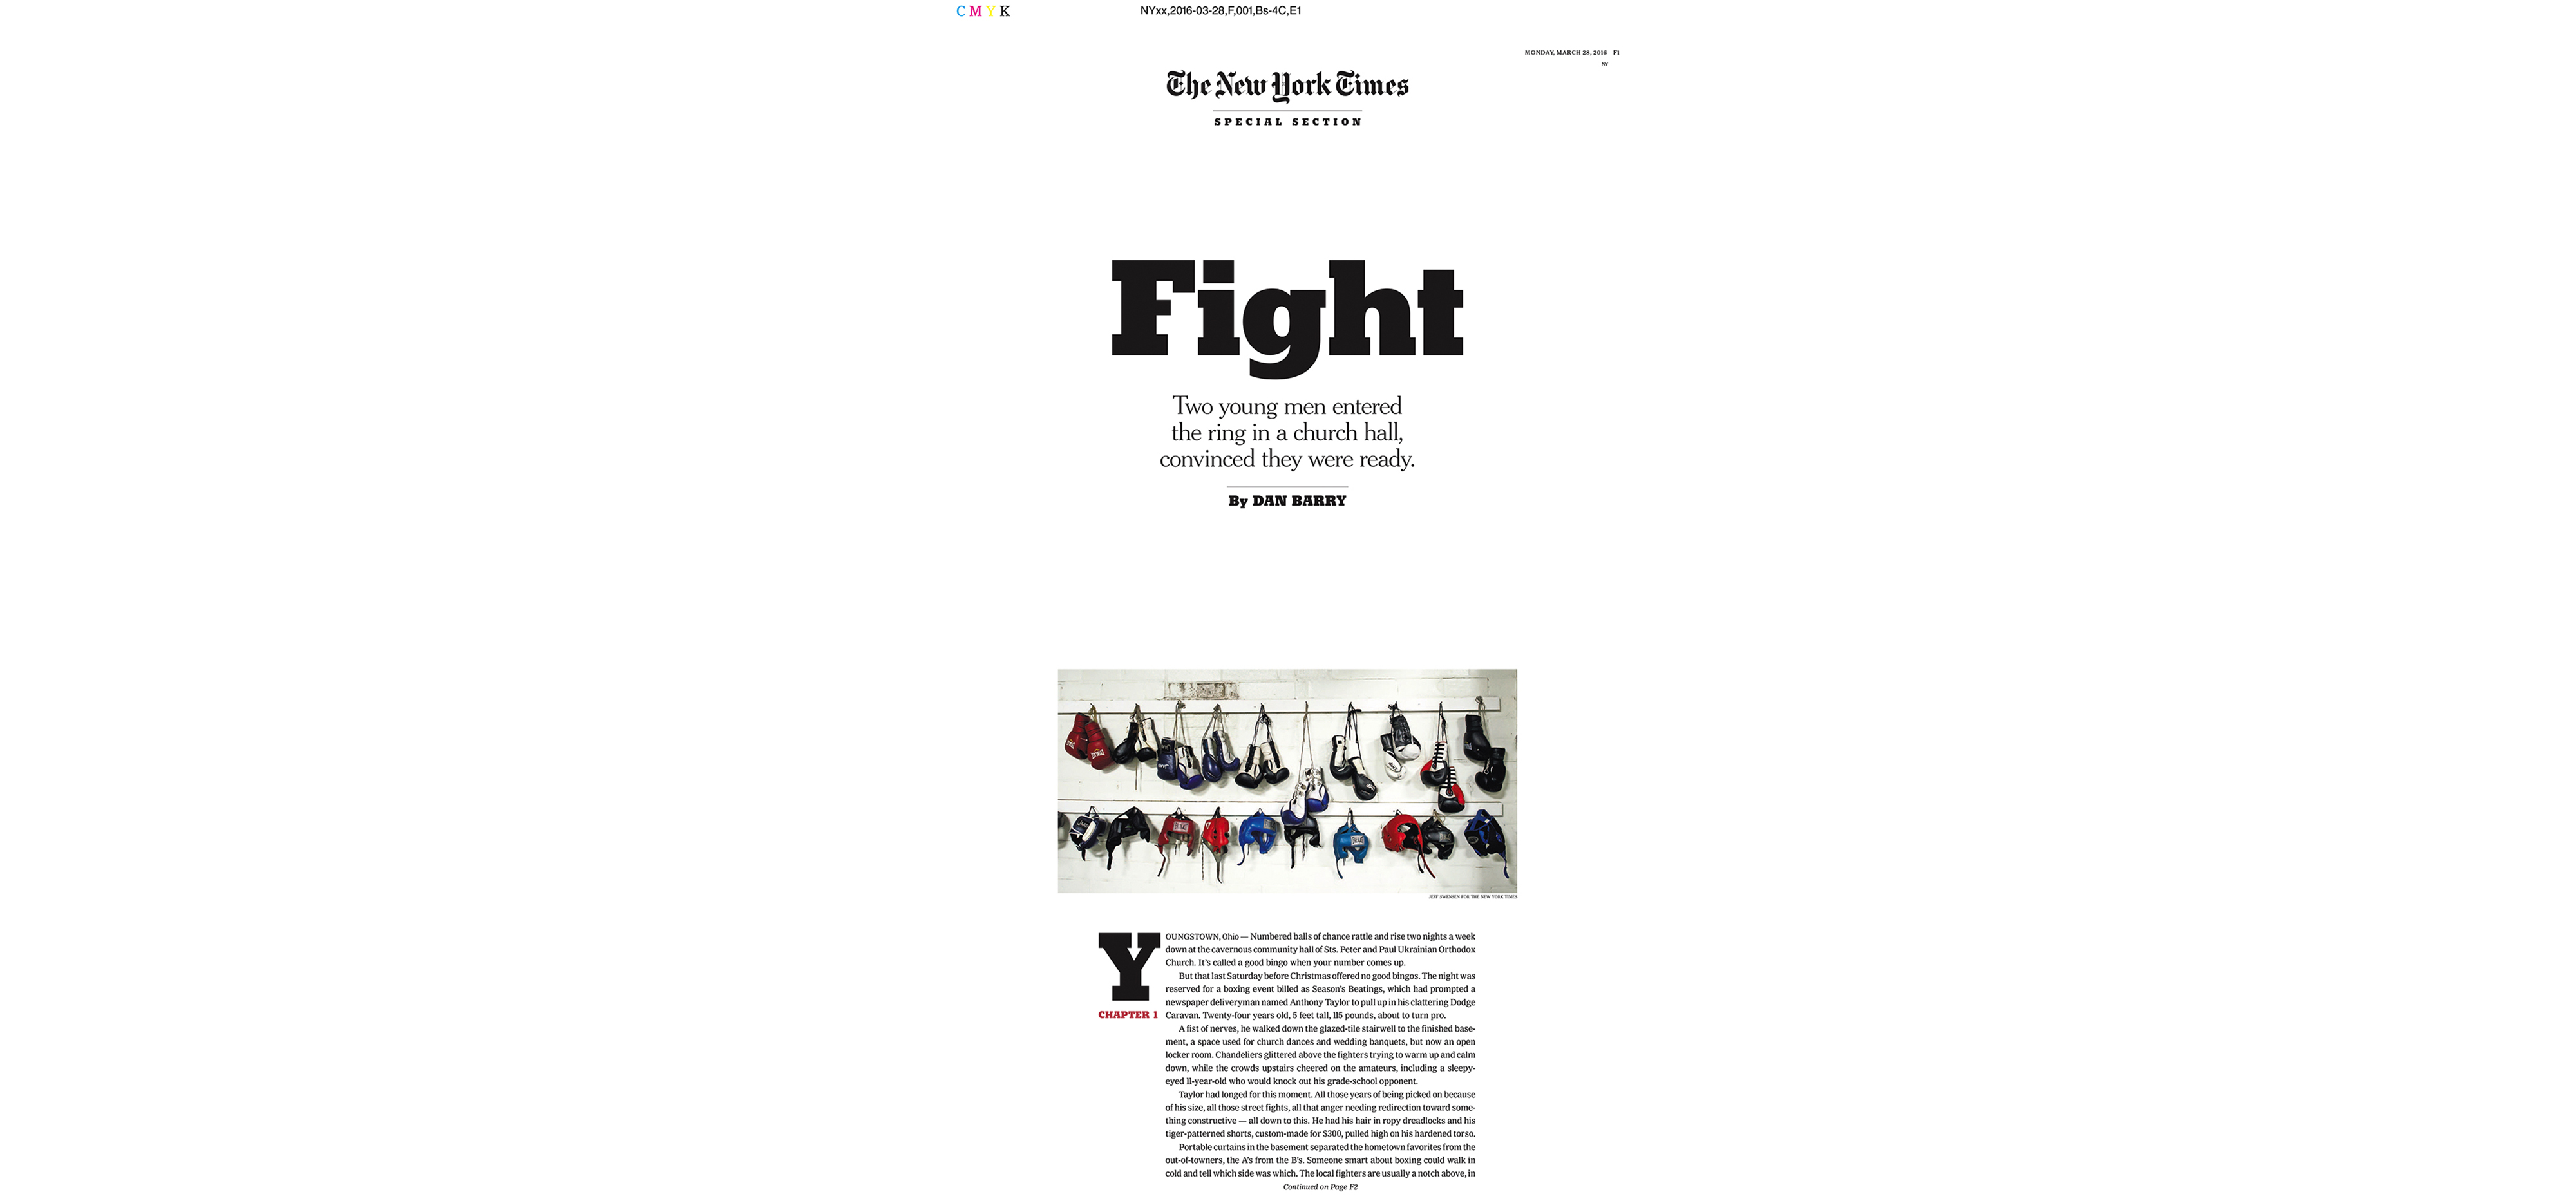 C M Y K
NYxx,2016-03-28,F,001,Bs-4C,E1
MONDAY, MARCH 28, 2016 F1
NY
The New York Times
SPECIAL SECTION
Fight
Two young men entered
the ring in a church hall,
convinced they were ready.
By DAN BARRY
JEFF SWENSEN FOR THE NEW YORK TIMES
YOUNGSTOWN, Ohio — Numbered balls of chance rattle and rise two nights a week
down at the cavernous community hall of Sts. Peter and Paul Ukrainian Orthodox
Church. It's called a good bingo when your number comes up.
But that last Saturday before Christmas offered no good bingos. The night was
reserved for a boxing event billed as Season's Beatings, which had prompted a
newspaper deliveryman named Anthony Taylor to pull up in his clattering Dodge
CHAPTER 1
Caravan. Twenty-four years old, 5 feet tall, 115 pounds, about to turn pro.
A fist of nerves, he walked down the glazed-tile stairwell to the finished base-
ment, a space used for church dances and wedding banquets, but now an open
locker room. Chandeliers glittered above the fighters trying to warm up and calm
down, while the crowds upstairs cheered on the amateurs, including a sleepy-
eyed 11-year-old who would knock out his grade-school opponent.
Taylor had longed for this moment. All those years of being picked on because
of his size, all those street fights, all that anger needing redirection toward some-
thing constructive — all down to this. He had his hair in ropy dreadlocks and his
tiger-patterned shorts, custom-made for $300, pulled high on his hardened torso.
Portable curtains in the basement separated the hometown favorites from the
out-of-towners, the A's from the B's. Someone smart about boxing could walk in
cold and tell which side was which. The local fighters are usually a notch above, in
Continued on Page F2